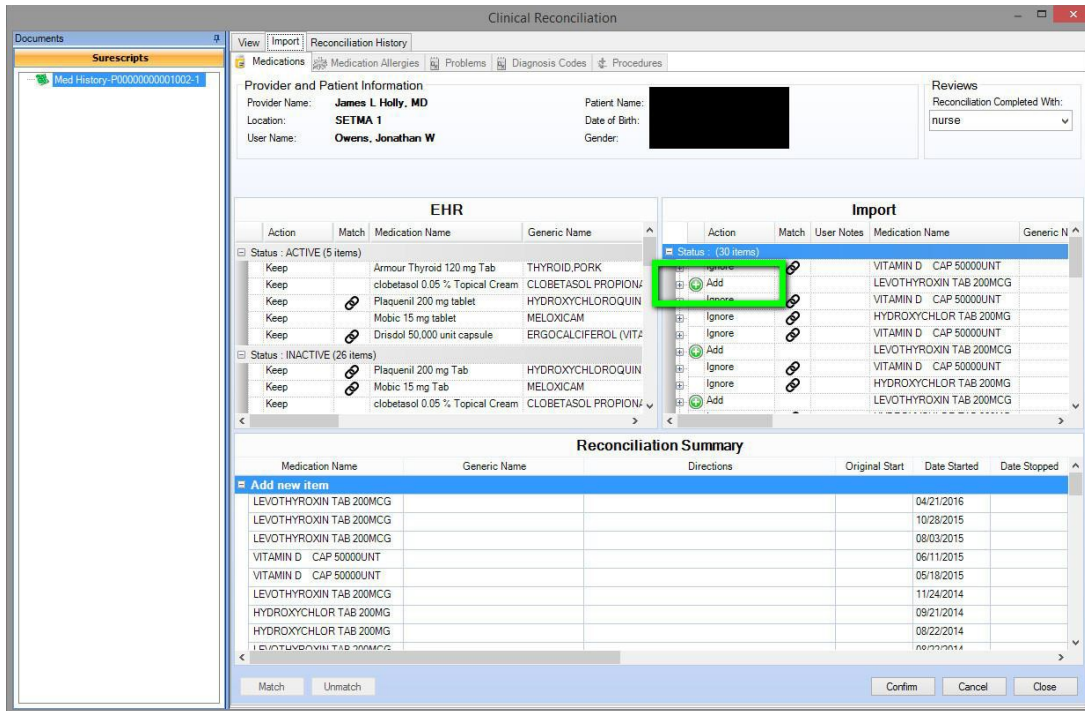 Clinical Reconciliation
Documents
Surescripts
Med History-P00000000001002-1
View Import Reconciliation History
Medications Medication Allergies Problems Diagnosis Codes Procedures
Provider and Patient Information
Provider Name: James L Holly, MD Patient Name:
Location: SETMA 1 Date of Birth:
User Name: Owens, Jonathan W Gender:
Reviews
Reconciliation Completed With:
nurse
EHR
Action Match Medication Name Generic Name
Status : ACTIVE (5 items)
Keep Armour Thyroid 120 mg Tab THYROID,PORK
Keep clobetasol 0.05 % Topical Cream CLOBETASOL PROPIONA
Keep Plaquenil 200 mg tablet HYDROXYCHLOROQUIN
Keep Mobic 15 mg tablet MELOXICAM
Keep Drisdol 50,000 unit capsule ERGOCALCIFEROL (VITA
Status : INACTIVE (26 items)
Keep Plaquenil 200 mg Tab HYDROXYCHLOROQUIN
Keep Mobic 15 mg Tab MELOXICAM
Keep clobetasol 0.05 % Topical Cream CLOBETASOL PROPIONA
Import
Action Match User Notes Medication Name Generic N
Status : (30 items)
Ignore VITAMIN D CAP 50000UNT
Add LEVOTHYROXIN TAB 200MCG
Ignore VITAMIN D CAP 50000UNT
Ignore HYDROXYCHLOR TAB 200MG
Ignore VITAMIN D CAP 50000UNT
Add LEVOTHYROXIN TAB 200MCG
Ignore VITAMIN D CAP 50000UNT
Ignore HYDROXYCHLOR TAB 200MG
Add LEVOTHYROXIN TAB 200MCG
Reconciliation Summary
Medication Name Generic Name Directions Original Start Date Started Date Stopped
Add new item
LEVOTHYROXIN TAB 200MCG 04/21/2016
LEVOTHYROXIN TAB 200MCG 10/28/2015
LEVOTHYROXIN TAB 200MCG 08/03/2015
VITAMIN D CAP 50000UNT 06/11/2015
VITAMIN D CAP 50000UNT 05/18/2015
LEVOTHYROXIN TAB 200MCG 11/24/2014
HYDROXYCHLOR TAB 200MG 09/21/2014
HYDROXYCHLOR TAB 200MG 08/22/2014
LEVOTHYROXIN TAB 200MCG 08/22/2014
Match Unmatch Confirm Cancel Close